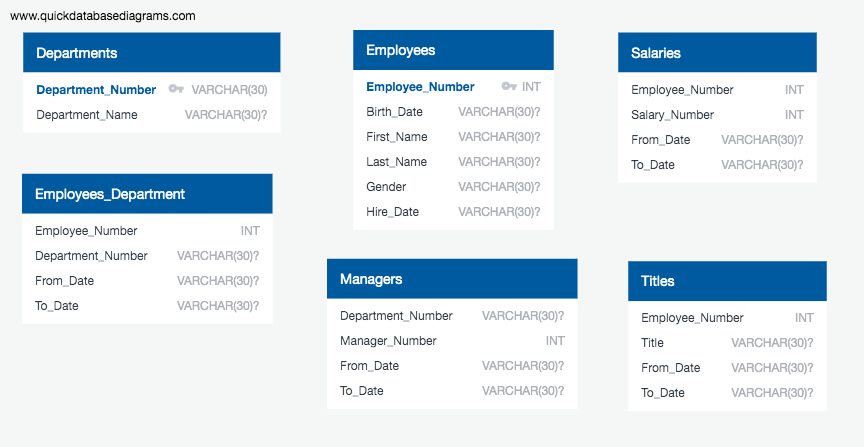 www.quickdatabasediagrams.com
Departments
Department_Number VARCHAR(30)
Department_Name VARCHAR(30)?
Employees
Employee_Number INT
Birth_Date VARCHAR(30)?
First_Name VARCHAR(30)?
Last_Name VARCHAR(30)?
Gender VARCHAR(30)?
Hire_Date VARCHAR(30)?
Salaries
Employee_Number INT
Salary_Number INT
From_Date VARCHAR(30)?
To_Date VARCHAR(30)?
Employees_Department
Employee_Number INT
Department_Number VARCHAR(30)?
From_Date VARCHAR(30)?
To_Date VARCHAR(30)?
Managers
Department_Number VARCHAR(30)?
Manager_Number INT
From_Date VARCHAR(30)?
To_Date VARCHAR(30)?
Titles
Employee_Number INT
Title VARCHAR(30)?
From_Date VARCHAR(30)?
To_Date VARCHAR(30)?